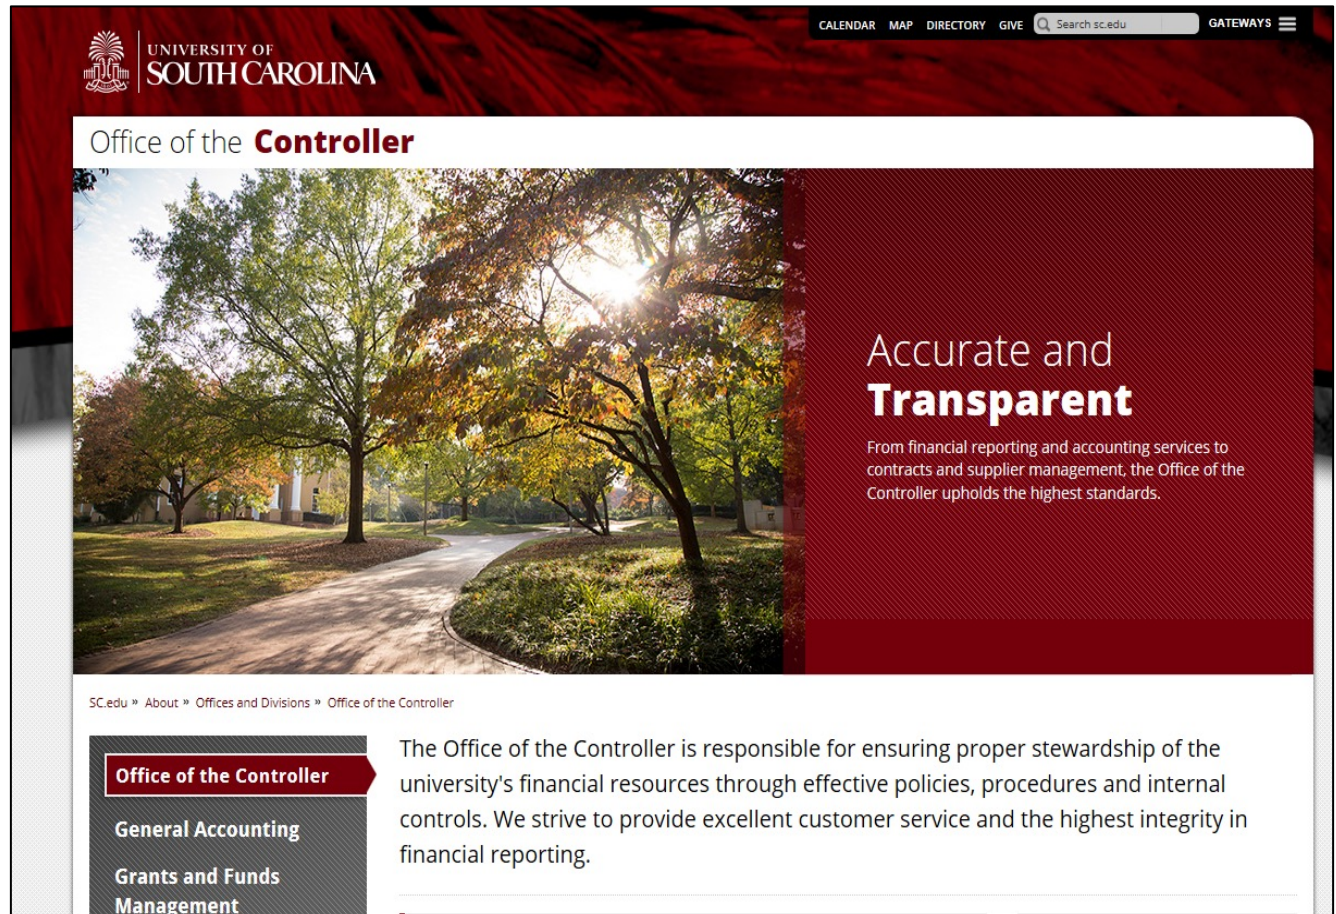 CALENDAR MAP DIRECTORY GIVE Search sc.edu GATEWAYS
UNIVERSITY OF
SOUTH CAROLINA
Office of the Controller
Accurate and
Transparent
From financial reporting and accounting services to
contracts and supplier management, the Office of the
Controller upholds the highest standards.
SC.edu » About » Offices and Divisions » Office of the Controller
Office of the Controller
General Accounting
Grants and Funds
Management
The Office of the Controller is responsible for ensuring proper stewardship of the
university's financial resources through effective policies, procedures and internal
controls. We strive to provide excellent customer service and the highest integrity in
financial reporting.